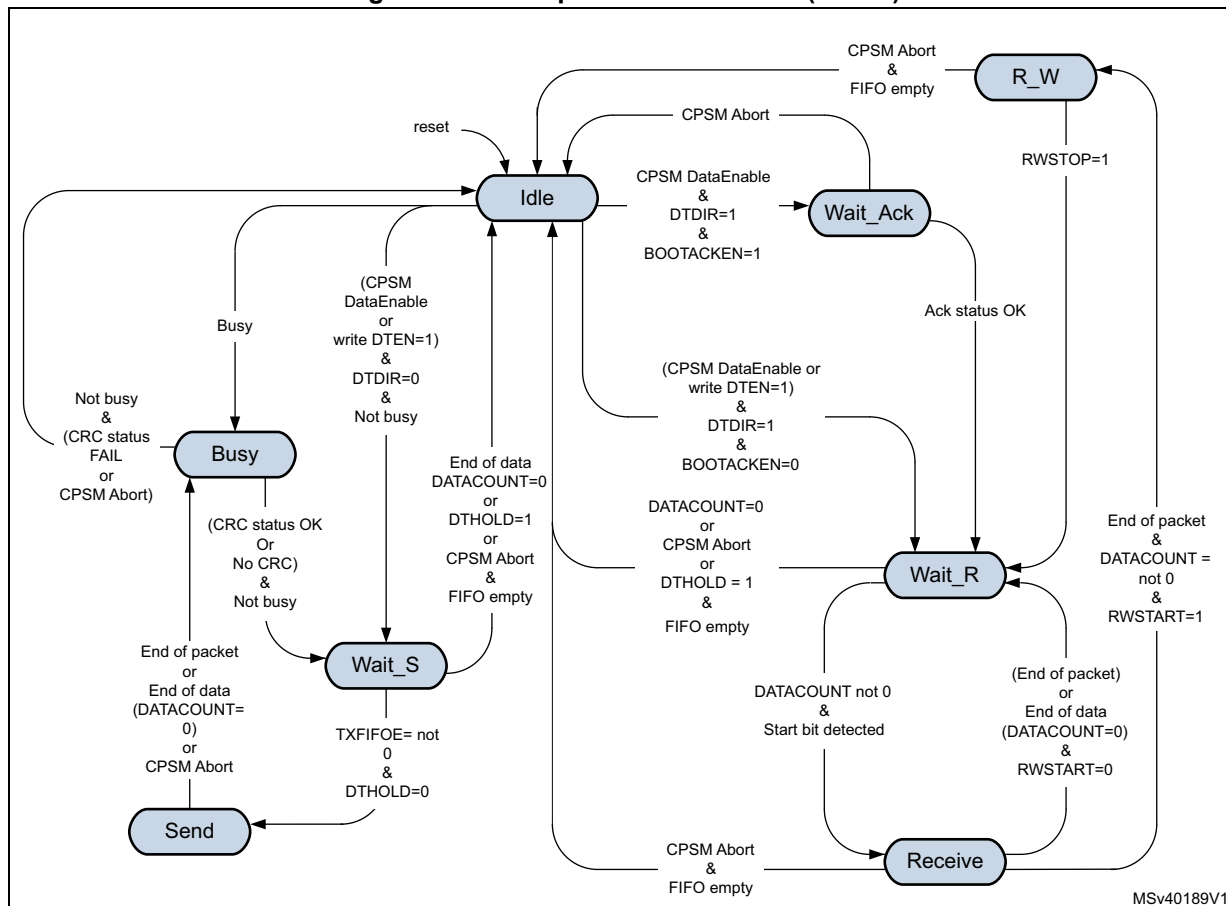 CPSM Abort
&
FIFO empty
R_W
reset
CPSM Abort
RWSTOP=1
Idle
CPSM DataEnable
&
DTDIR=1
&
BOOTACKEN=1
Wait_Ack
(CPSM
DataEnable
or
write DTEN=1)
&
DTDIR=0
&
Not busy
Busy
Ack status OK
(CPSM DataEnable or
write DTEN=1)
&
DTDIR=1
&
BOOTACKEN=0
Not busy
&
(CRC status
FAIL
or
CPSM Abort)
Busy
End of data
DATACOUNT=0
or
DTHOLD=1
or
CPSM Abort
&
FIFO empty
DATACOUNT=0
or
CPSM Abort
or
DTHOLD = 1
&
FIFO empty
(CRC status OK
Or
No CRC)
&
Not busy
Wait_R
End of packet
&
DATACOUNT =
not 0
&
RWSTART=1
Wait_S
End of packet
or
End of data
(DATACOUNT=
0)
or
CPSM Abort
TXFIFOE= not
0
&
DTHOLD=0
DATACOUNT not 0
&
Start bit detected
(End of packet)
or
End of data
(DATACOUNT=0)
&
RWSTART=0
Send
CPSM Abort
&
FIFO empty
Receive
MSv40189V1